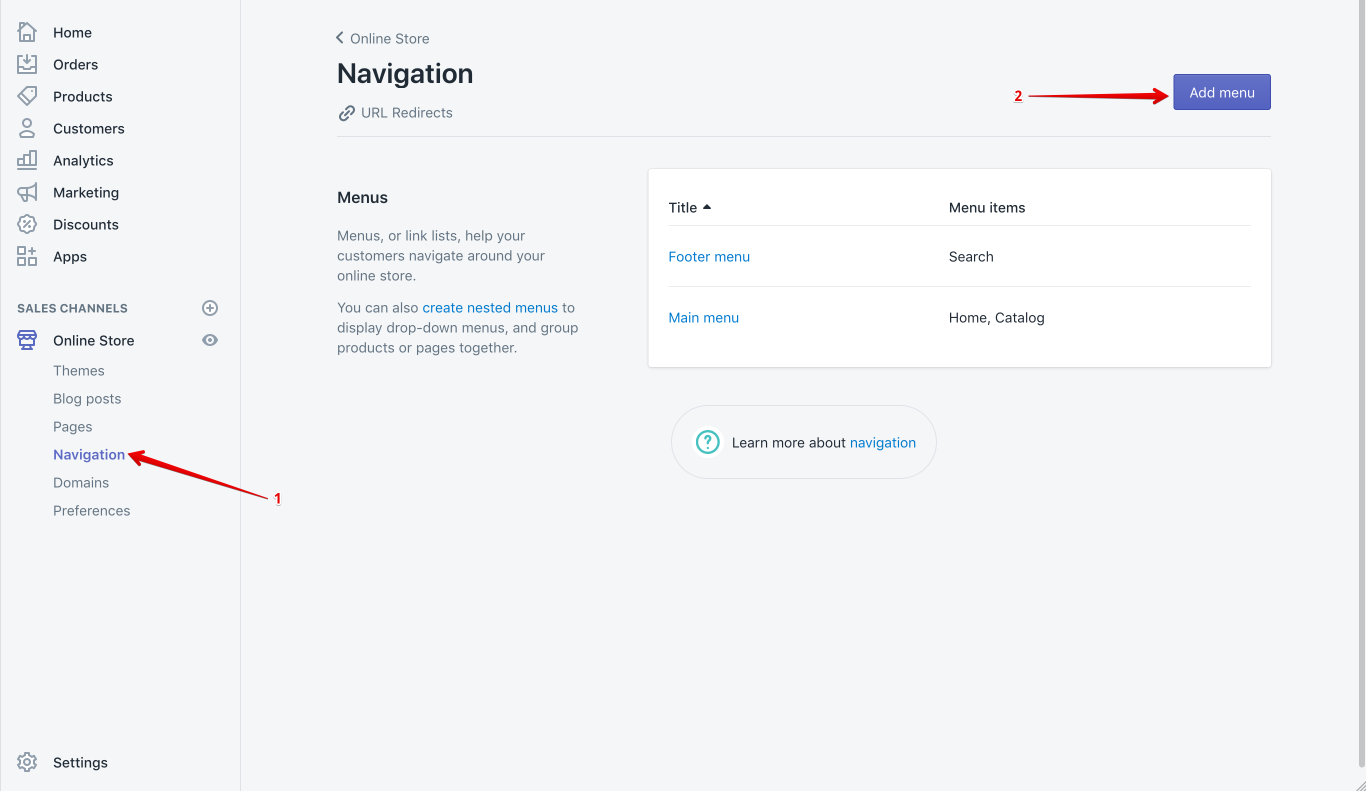 Home
Orders
Products
Customers
Analytics
Marketing
Discounts
Apps
SALES CHANNELS
Online Store
Themes
Blog posts
Pages
Navigation
Domains
Preferences
1
Settings
Online Store
Navigation
URL Redirects
2
Add menu
Menus
Menus, or link lists, help your
customers navigate around your
online store.
You can also create nested menus to
display drop-down menus, and group
products or pages together.
Title Menu items
Footer menu Search
Main menu Home, Catalog
? Learn more about navigation